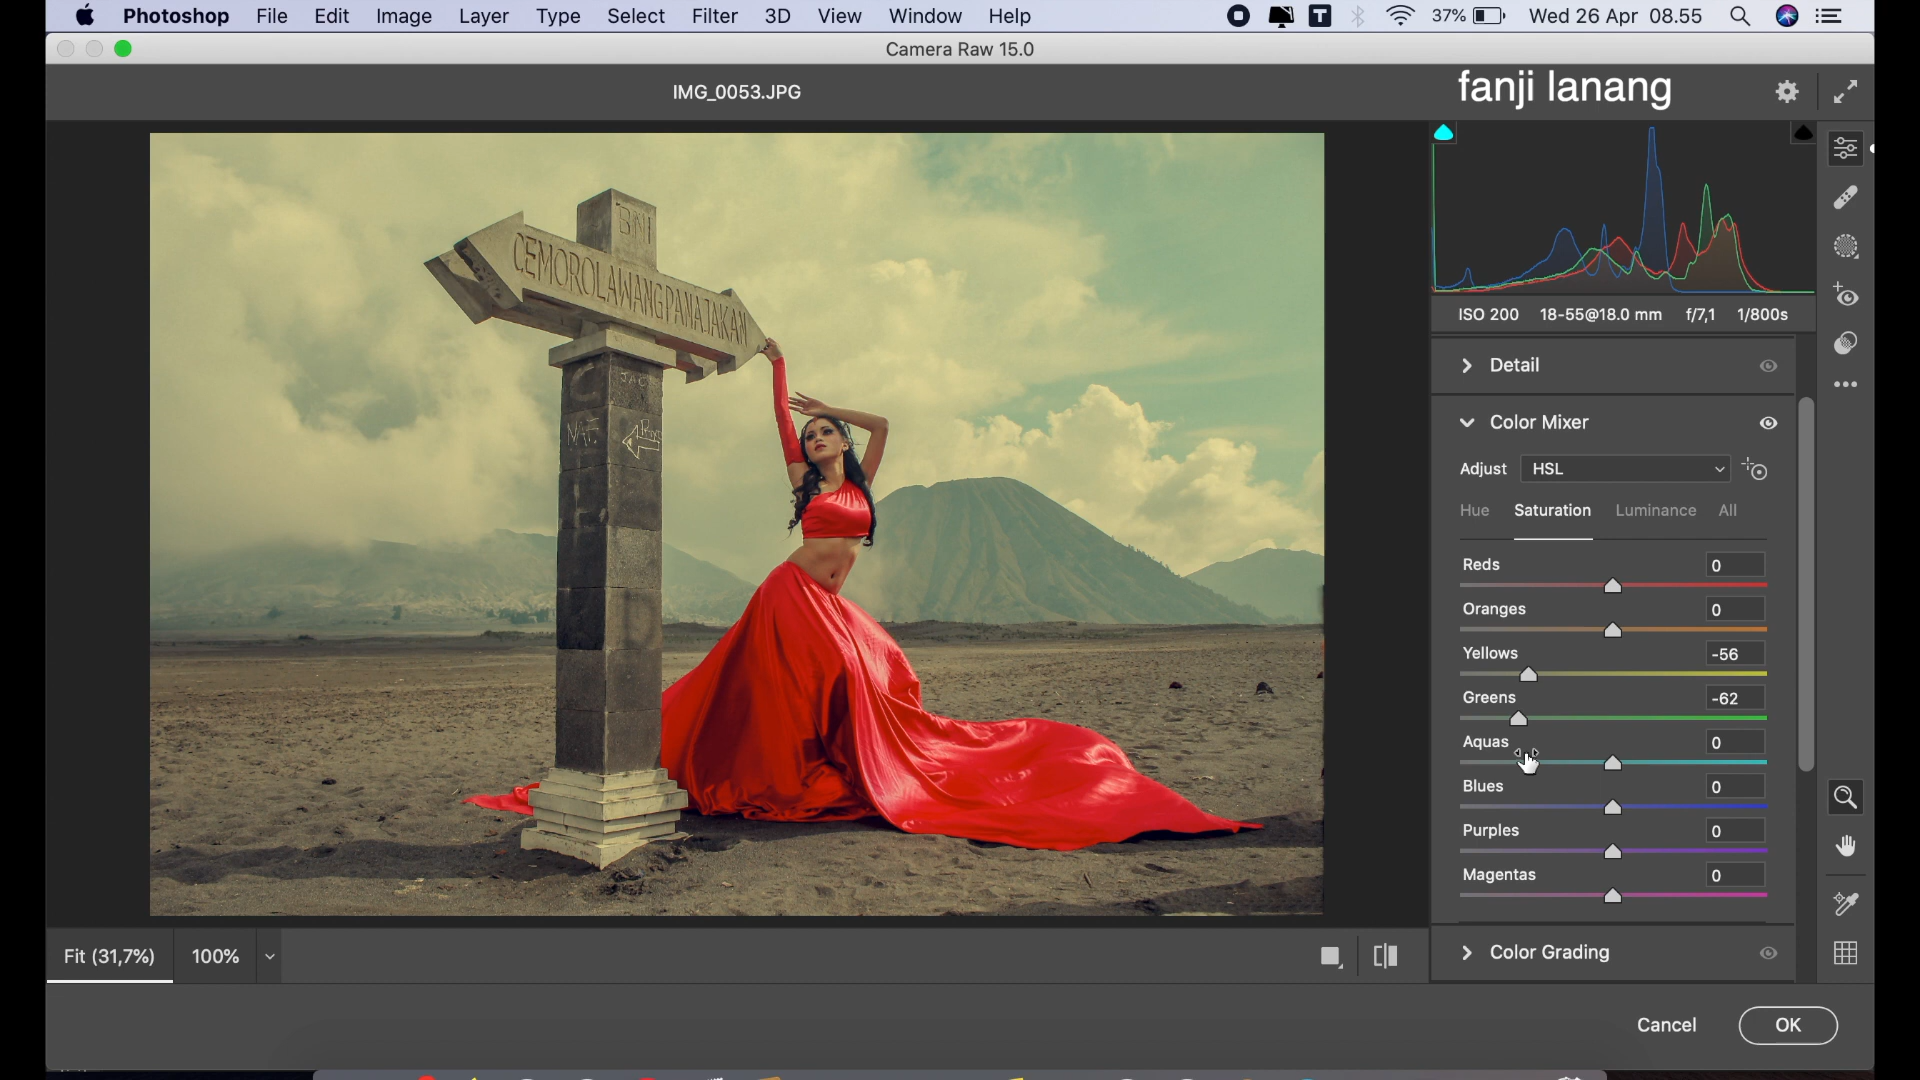 Photoshop File Edit Image Layer Type Select Filter 3D View Window Help T 37% Wed 26 Apr 08.55
Camera Raw 15.0
IMG_0053.JPG
fanji lanang
BNI
CEMOROLAWANGPANAJAKAN
ISO 200 18-55@18.0 mm f/7,1 1/800s
Detail
Color Mixer
Adjust HSL
Hue Saturation Luminance All
Reds 0
Oranges 0
Yellows -56
Greens -62
Aquas 0
Blues 0
Purples 0
Magentas 0
Color Grading
Fit (31,7%) 100%
Cancel OK